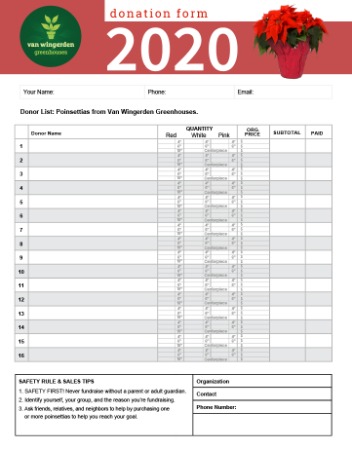 donation form
2020
van wingerden
greenhouses
Your Name: Phone: Email:
Donor List: Poinsettias from Van Wingerden Greenhouses.
Donor Name QUANTITY ORG. PRICE SUBTOTAL PAID
Red White Pink
1
2
3
4
5
6
7
8
9
10
11
12
13
14
15
16
SAFETY RULE & SALES TIPS
1. SAFETY FIRST! Never fundraise without a parent or adult guardian.
2. Identify yourself, your group, and the reason you're fundraising.
3. Ask friends, relatives, and neighbors to help by purchasing one
or more poinsettias to help you reach your goal.
Organization
Contact
Phone Number: